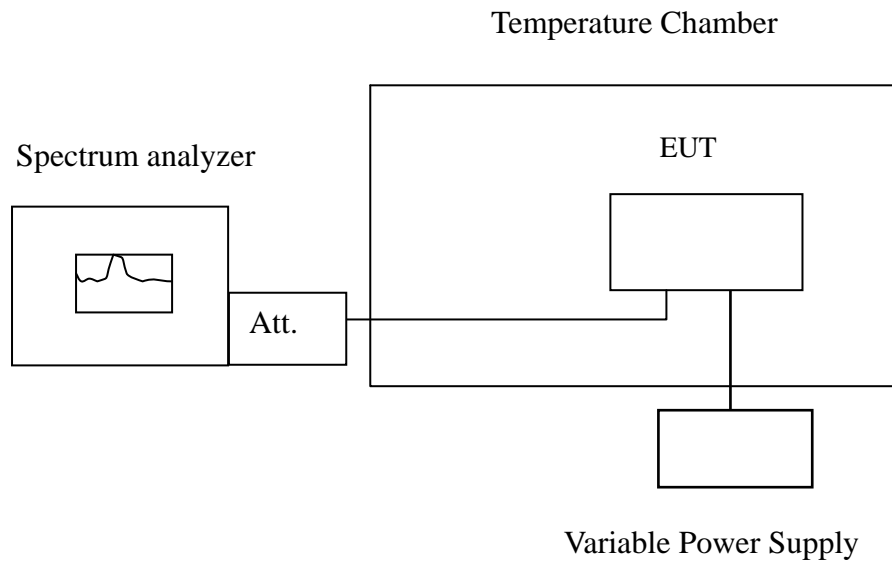 Temperature Chamber
Spectrum analyzer
EUT
Att.
Variable Power Supply